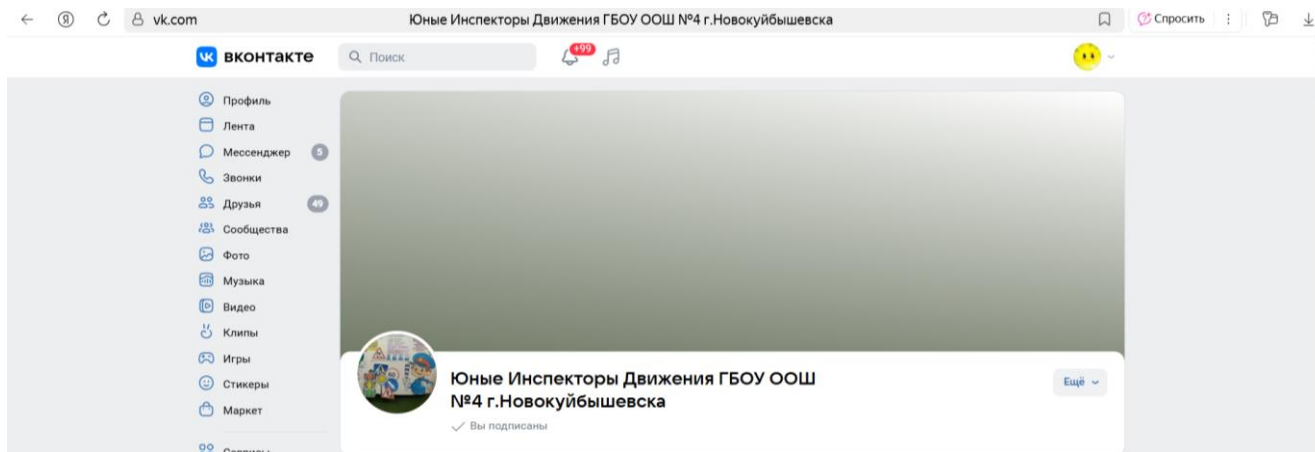 vk.com
Юные Инспекторы Движения ГБОУ ООШ №4 г.Новокуйбышевска
Спросить
вконтакте
Поиск
+99
Профиль
Лента
Мессенджер 5
Звонки
Друзья 49
Сообщества
Фото
Музыка
Видео
Клипы
Игры
Стикеры
Маркет
Юные Инспекторы Движения ГБОУ ООШ
№4 г.Новокуйбышевска
Вы подписаны
Ещё